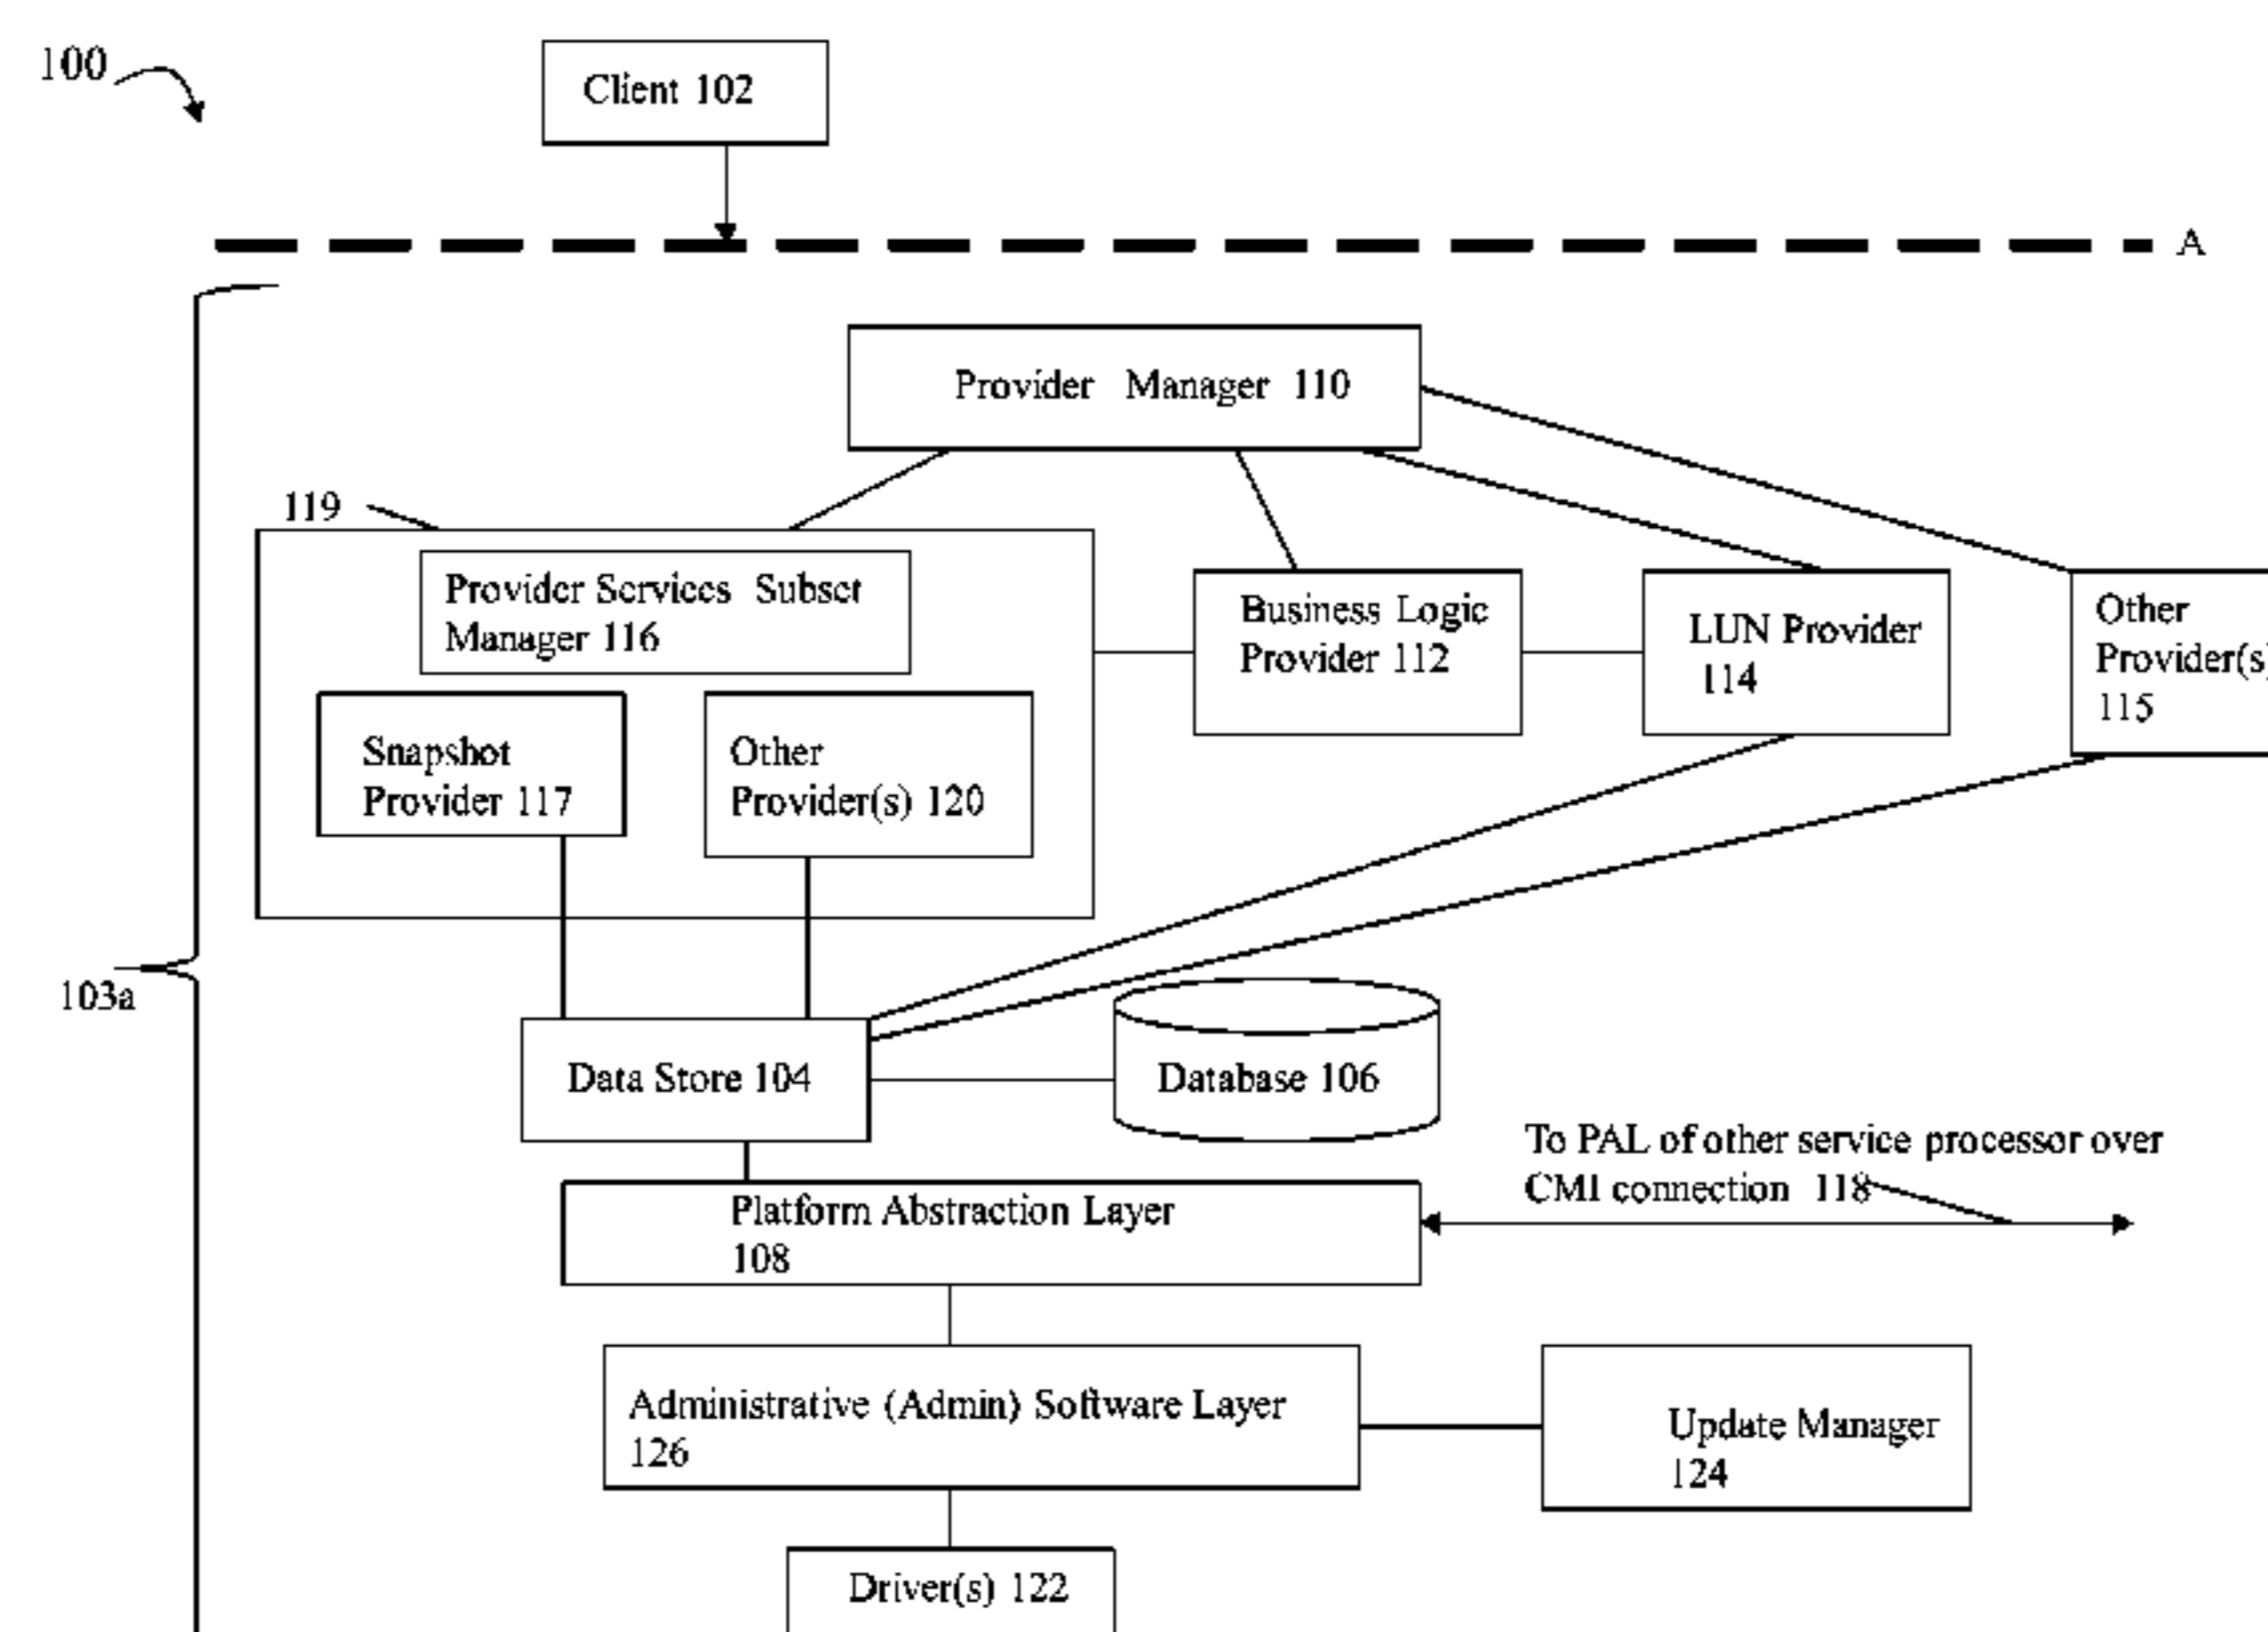 100
Client 102
A
Provider Manager 110
119
Provider Services Subset
Manager 116
Business Logic
Provider 112
LUN Provider
114
Other
Provider(s)
115
Snapshot
Provider 117
Other
Provider(s) 120
103a
Data Store 104
Database 106
To PAL of other service processor over
CMI connection 118
Platform Abstraction Layer
108
Administrative (Admin) Software Layer
126
Update Manager
124
Driver(s) 122